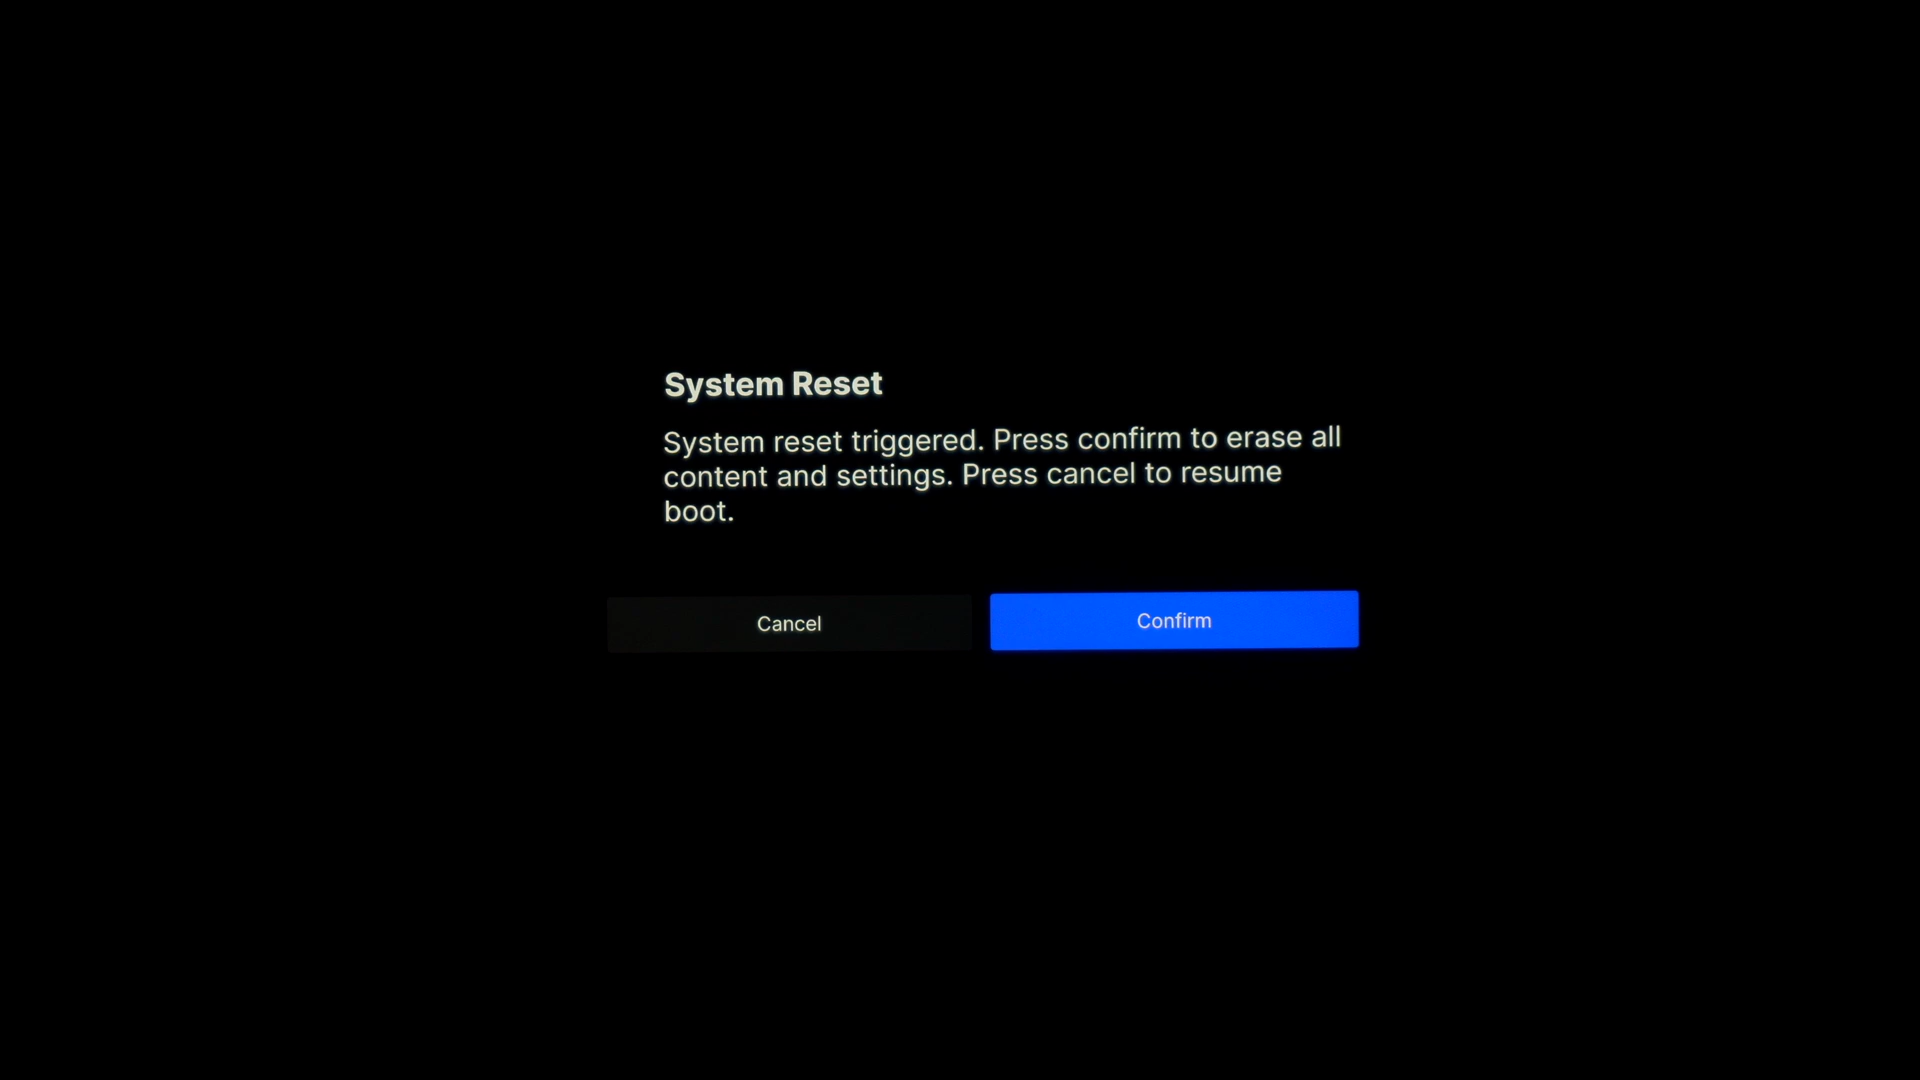 System Reset
System reset triggered. Press confirm to erase all
content and settings. Press cancel to resume
boot.
Cancel
Confirm